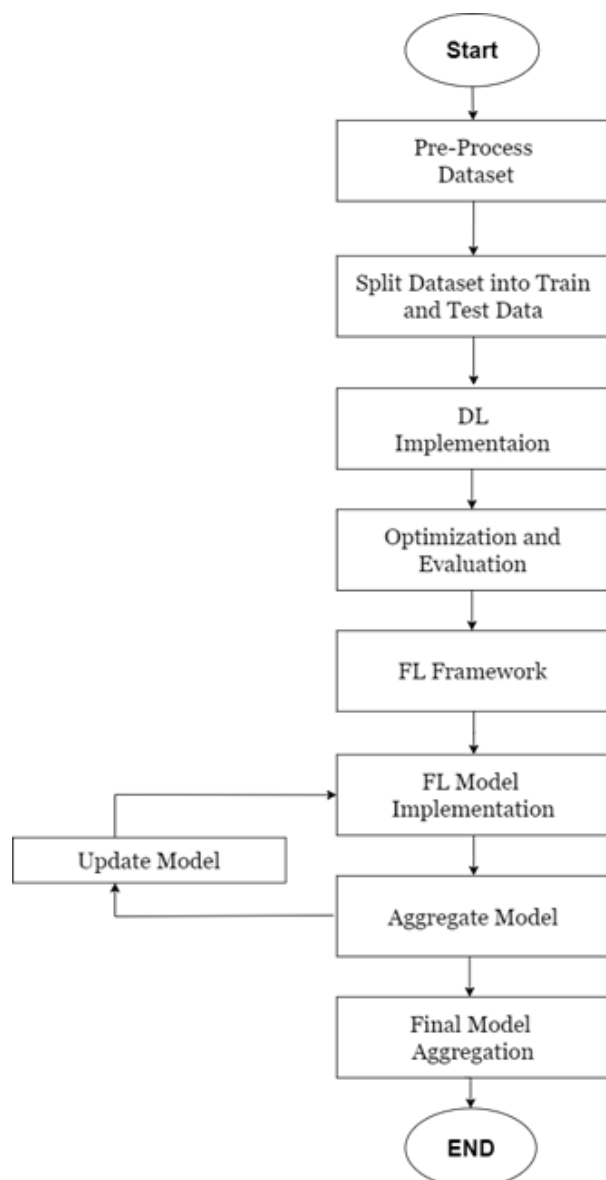 Start
Pre-Process
Dataset
Split Dataset into Train
and Test Data
DL
Implementaion
Optimization and
Evaluation
FL Framework
FL Model
Implementation
Update Model
Aggregate Model
Final Model
Aggregation
END